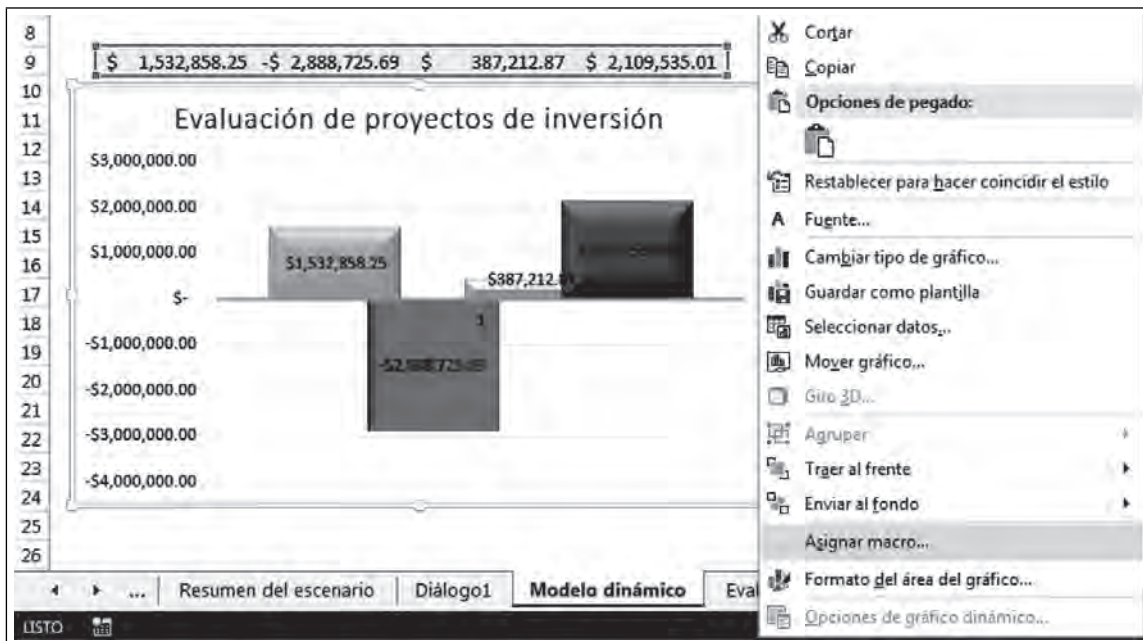 8
9
10
11
12
13
14
15
16
17
18
19
20
21
22
23
24
25
26
$ 1,532,858.25 -$ 2,888,725.69 $ 387,212.87 $ 2,109,535.01
Evaluación de proyectos de inversión
$3,000,000.00
$2,000,000.00
$1,000,000.00
$-
-$1,000,000.00
-$2,000,000.00
-$3,000,000.00
-$4,000,000.00
$1,532,858.25
-$2,888,725.69
$387,212.
1
Cortar
Copiar
Opciones de pegado:
Restablecer para hacer coincidir el estilo
Fuente...
Cambiar tipo de gráfico...
Guardar como plantilla
Seleccionar datos...
Mover gráfico...
Giro 3D...
Agrupar
Traer al frente
Enviar al fondo
Asignar macro...
Formato del área del gráfico...
Opciones de gráfico dinámico...
... Resumen del escenario Diálogo1 Modelo dinámico Eval
LISTO